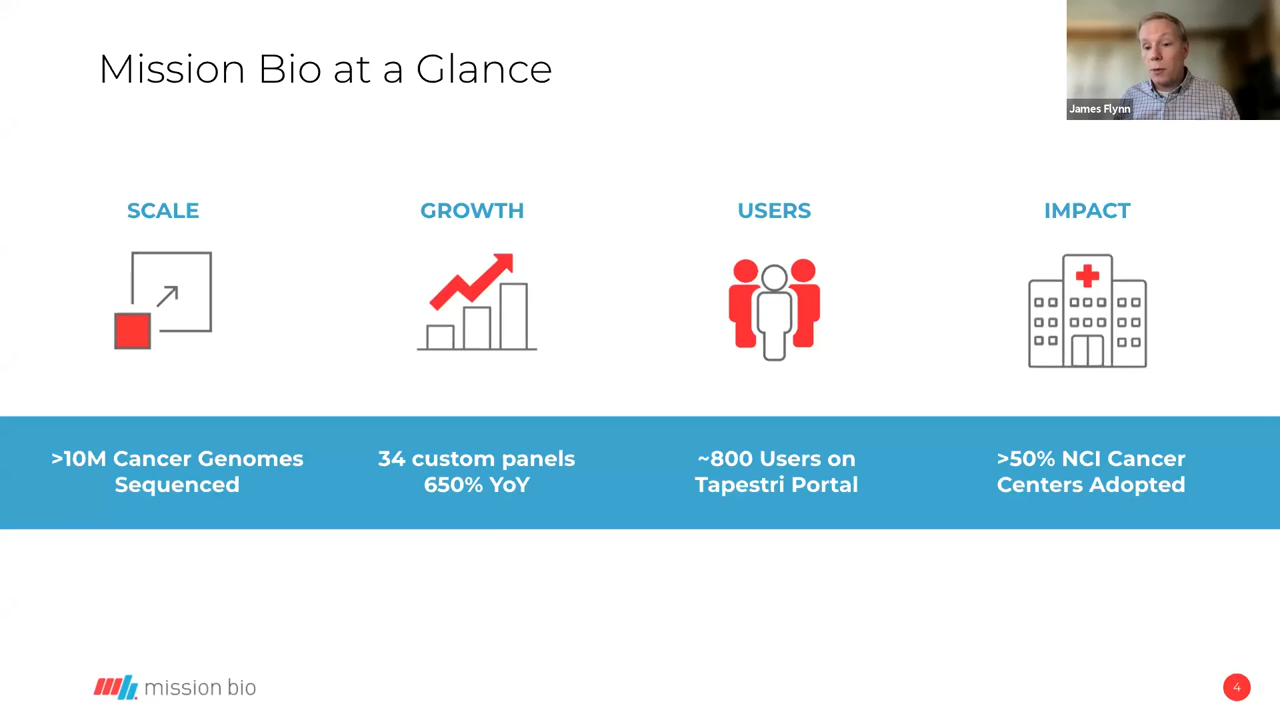 Mission Bio at a Glance
James Flynn
SCALE
GROWTH
USERS
IMPACT
>10M Cancer Genomes
Sequenced
34 custom panels
650% YoY
~800 Users on
Tapestri Portal
>50% NCI Cancer
Centers Adopted
mission bio
4